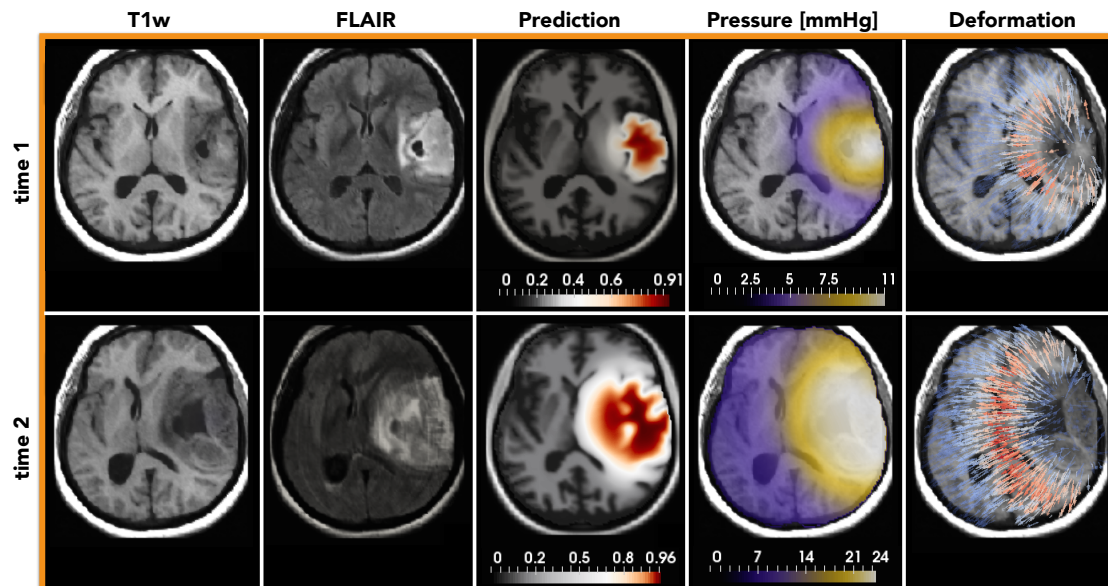 T1w FLAIR Prediction Pressure [mmHg] Deformation
time 1
0 0.2 0.4 0.6 0.91
0 2.5 5 7.5 11
time 2
0 0.2 0.5 0.8 0.96
0 7 14 21 24